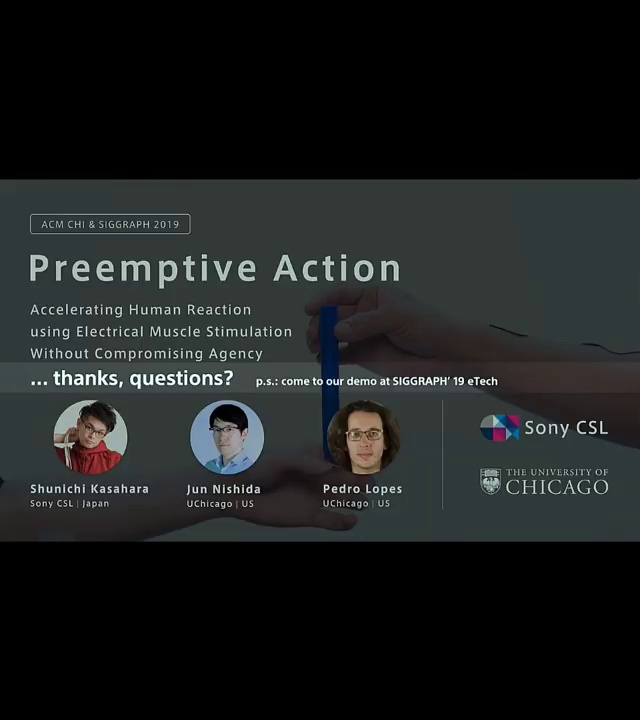 ACM CHI & SIGGRAPH 2019
Preemptive Action
Accelerating Human Reaction
using Electrical Muscle Stimulation
Without Compromising Agency
... thanks, questions? p.s.: come to our demo at SIGGRAPH' 19 eTech
Shunichi Kasahara
Sony CSL | Japan
Jun Nishida
UChicago | US
Pedro Lopes
UChicago | US
Sony CSL
THE UNIVERSITY OF
CHICAGO